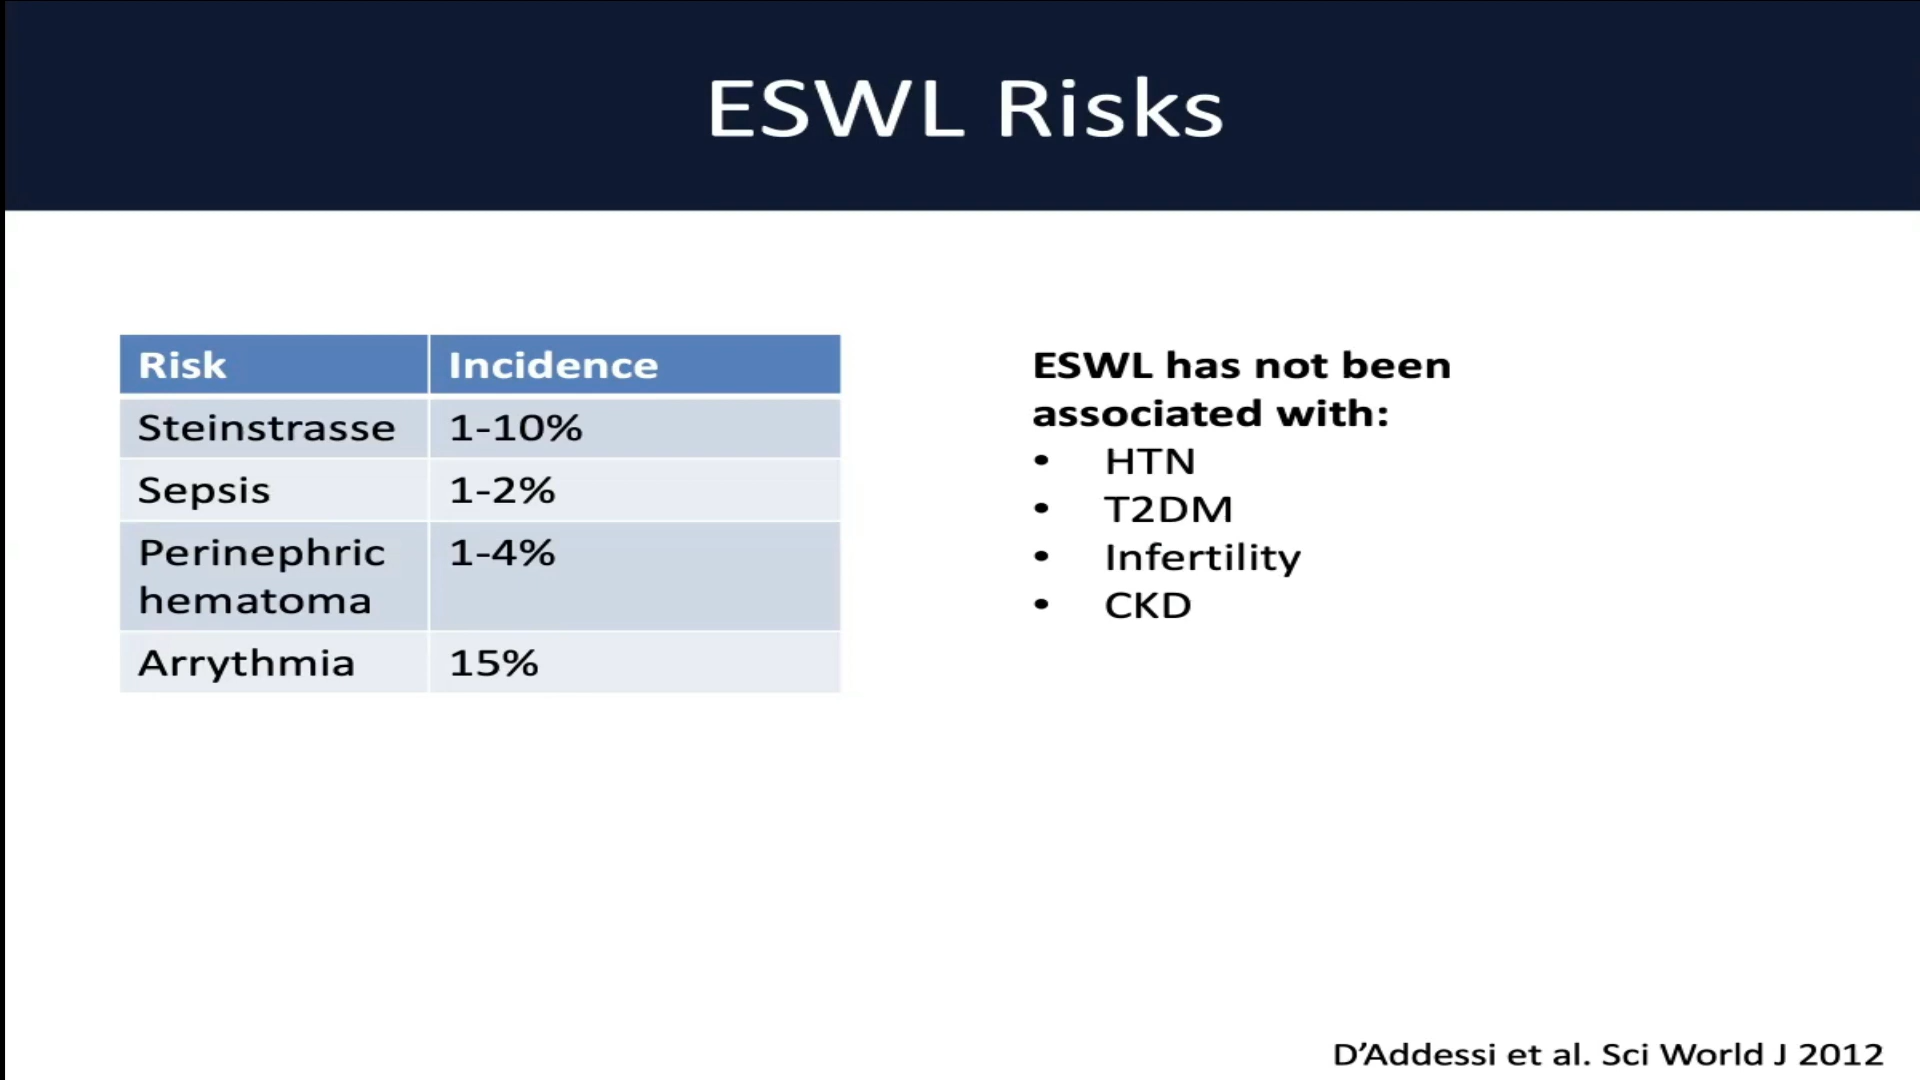 ESWL Risks
Risk Incidence
Steinstrasse 1-10%
Sepsis 1-2%
Perinephric 1-4%
hematoma
Arrythmia 15%
ESWL has not been
associated with:
• HTN
• T2DM
• Infertility
• CKD
D’Addessi et al. Sci World J 2012